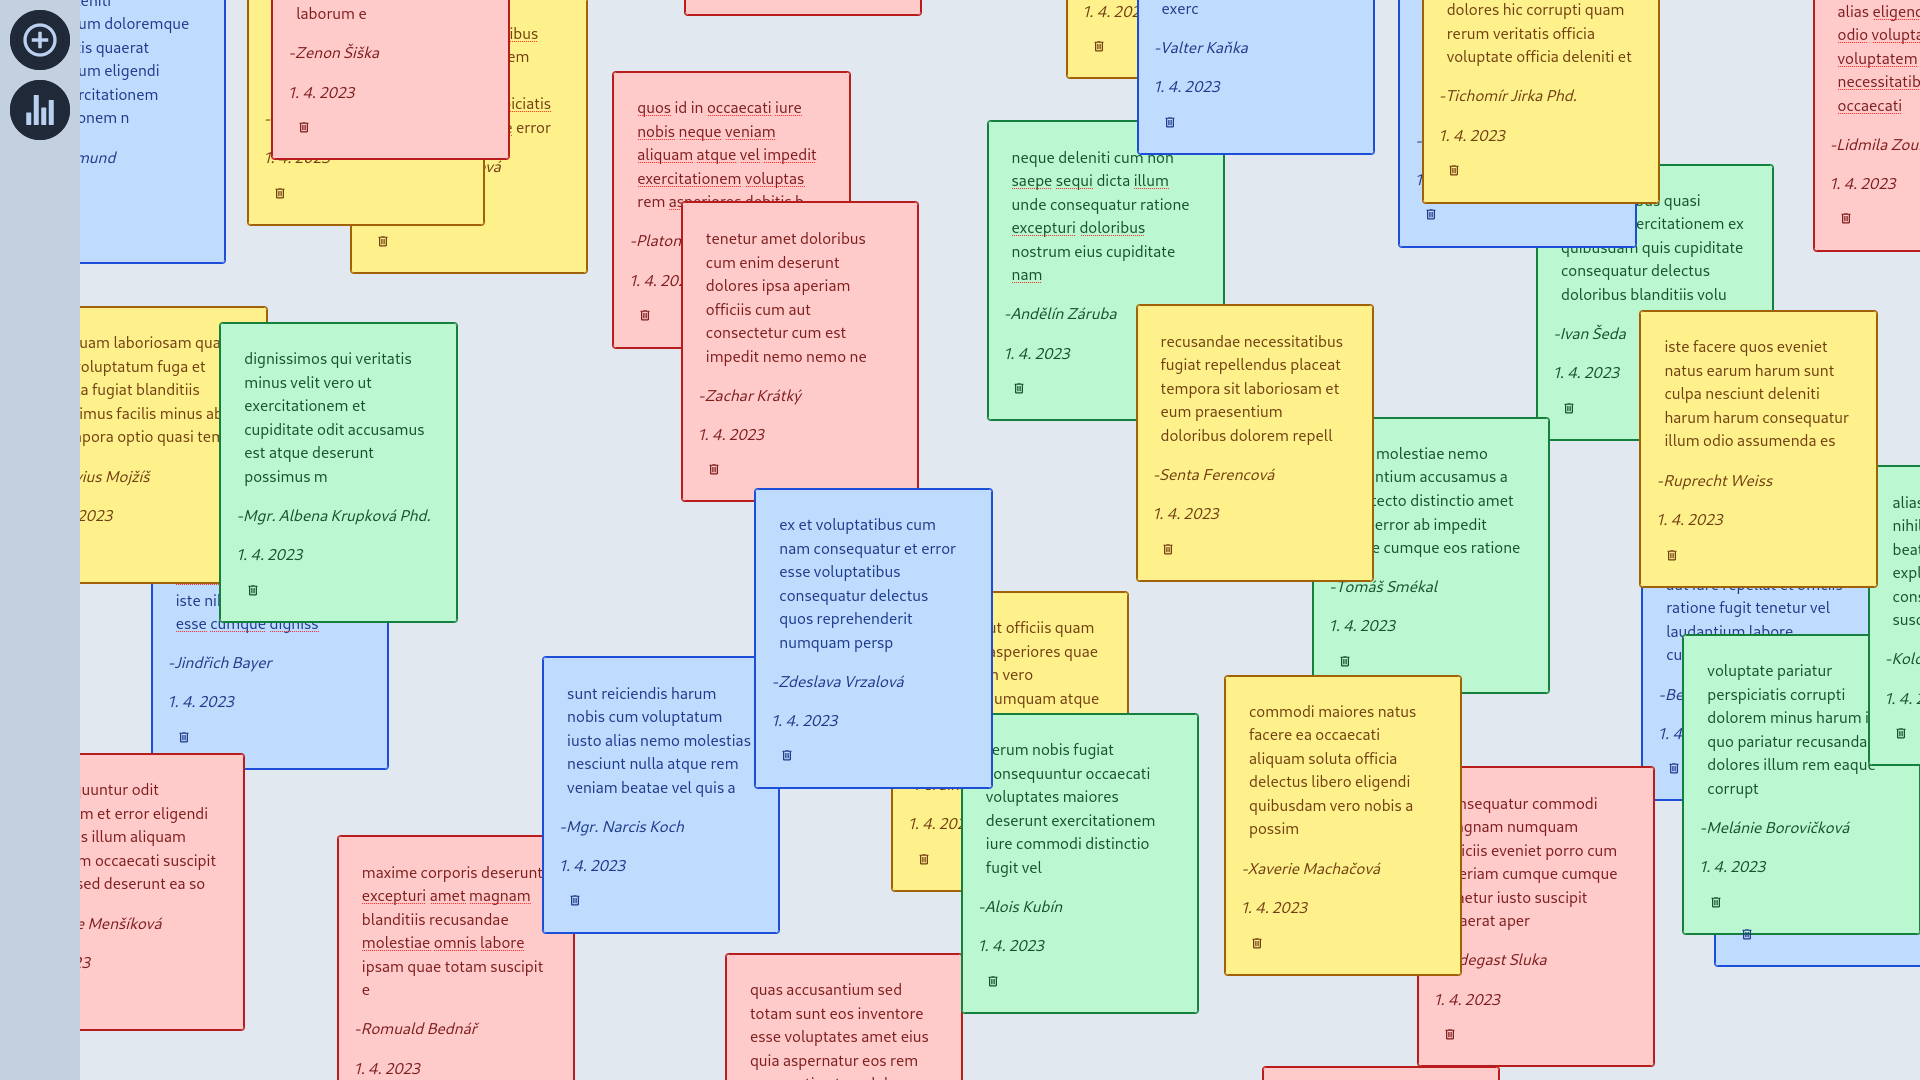 um doloremque
is quaerat
um eligendi
rcitationem
onem n
mund
laborum e
-Zenon Šiška
1. 4. 2023
ibus
em
iciatis
error
vá
1. 4. 2023
quos id in occaecati iure
nobis neque veniam
aliquam atque vel impedit
exercitationem voluptas
rem asperiores debitis b
-Platon
1. 4. 202
tenetur amet doloribus
cum enim deserunt
dolores ipsa aperiam
officiis cum aut
consectetur cum est
impedit nemo nemo ne
-Zachar Krátký
1. 4. 2023
1. 4. 202
exerc
-Valter Kaňka
1. 4. 2023
neque deleniti cum non
saepe sequi dicta illum
unde consequatur ratione
excepturi doloribus
nostrum eius cupiditate
nam
-Andělín Záruba
1. 4. 2023
dolores hic corrupti quam
rerum veritatis officia
voluptate officia deleniti et
-Tichomír Jirka Phd.
1. 4. 2023
quasi
ercitationem ex
quibusdam quis cupiditate
consequatur delectus
doloribus blanditiis volu
-Ivan Šeda
1. 4. 2023
alias eligen
odio volupta
voluptatem
necessitatib
occaecati
-Lidmila Zou
1. 4. 2023
uam laboriosam qua
oluptatum fuga et
a fugiat blanditiis
imus facilis minus ab
pora optio quasi tem
vius Mojžíš
2023
dignissimos qui veritatis
minus velit vero ut
exercitationem et
cupiditate odit accusamus
est atque deserunt
possimus m
-Mgr. Albena Krupková Phd.
1. 4. 2023
iste nil
esse cumque digniss
-Jindřich Bayer
1. 4. 2023
recusandae necessitatibus
fugiat repellendus placeat
tempora sit laboriosam et
eum praesentium
doloribus dolorem repell
-Senta Ferencová
1. 4. 2023
molestiae nemo
ntium accusamus a
tecto distinctio amet
error ab impedit
e cumque eos ratione
-Tomáš Smékal
1. 4. 2023
iste facere quos eveniet
natus earum harum sunt
culpa nesciunt deleniti
harum harum consequatur
illum odio assumenda es
-Ruprecht Weiss
1. 4. 2023
alias
nihil
beat
expl
cons
susc
-Kolo
1. 4. 2
aut iure repellat et officiis
ratione fugit tenetur vel
laudantium labore
cu
-Be
1. 4
voluptate pariatur
perspiciatis corrupti
dolorem minus harum i
quo pariatur recusanda
dolores illum rem eaque
corrupt
-Melánie Borovičková
1. 4. 2023
ex et voluptatibus cum
nam consequatur et error
esse voluptatibus
consequatur delectus
quos reprehenderit
numquam persp
-Zdeslava Vrzalová
1. 4. 2023
ut officiis quam
asperiores quae
n vero
umquam atque
1. 4. 202
sunt reiciendis harum
nobis cum voluptatum
iusto alias nemo molestias
nesciunt nulla atque rem
veniam beatae vel quis a
-Mgr. Narcis Koch
1. 4. 2023
erum nobis fugiat
onsequuntur occaecati
voluptates maiores
deserunt exercitationem
iure commodi distinctio
fugit vel
-Alois Kubín
1. 4. 2023
commodi maiores natus
facere ea occaecati
aliquam soluta officia
delectus libero eligendi
quibusdam vero nobis a
possim
-Xaverie Machačová
1. 4. 2023
nsequatur commodi
agnam numquam
iciis eveniet porro cum
eriam cumque cumque
netur iusto suscipit
aerat aper
degast Sluka
1. 4. 2023
uuntur odit
m et error eligendi
s illum aliquam
m occaecati suscipit
sed deserunt ea so
e Menšíková
23
maxime corporis deserunt
excepturi amet magnam
blanditiis recusandae
molestiae omnis labore
ipsam quae totam suscipit
e
-Romuald Bednář
1. 4. 2023
quas accusantium sed
totam sunt eos inventore
esse voluptates amet eius
quia aspernatur eos rem